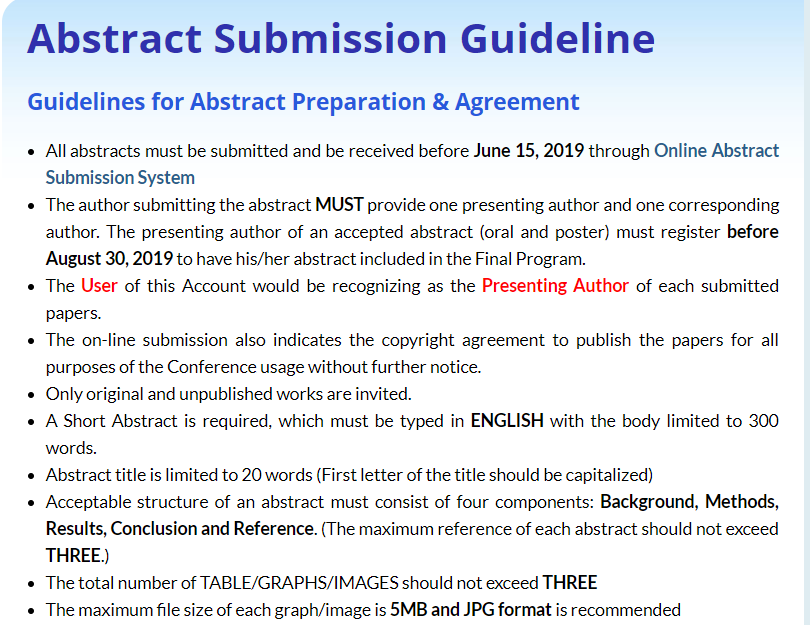 Abstract Submission Guideline
Guidelines for Abstract Preparation & Agreement
• All abstracts must be submitted and be received before June 15, 2019 through Online Abstract
Submission System
• The author submitting the abstract MUST provide one presenting author and one corresponding
author. The presenting author of an accepted abstract (oral and poster) must register before
August 30, 2019 to have his/her abstract included in the Final Program.
• The User of this Account would be recognizing as the Presenting Author of each submitted
papers.
• The on-line submission also indicates the copyright agreement to publish the papers for all
purposes of the Conference usage without further notice.
• Only original and unpublished works are invited.
• A Short Abstract is required, which must be typed in ENGLISH with the body limited to 300
words.
• Abstract title is limited to 20 words (First letter of the title should be capitalized)
• Acceptable structure of an abstract must consist of four components: Background, Methods,
Results, Conclusion and Reference. (The maximum reference of each abstract should not exceed
THREE.)
• The total number of TABLE/GRAPHS/IMAGES should not exceed THREE
• The maximum file size of each graph/image is 5MB and JPG format is recommended